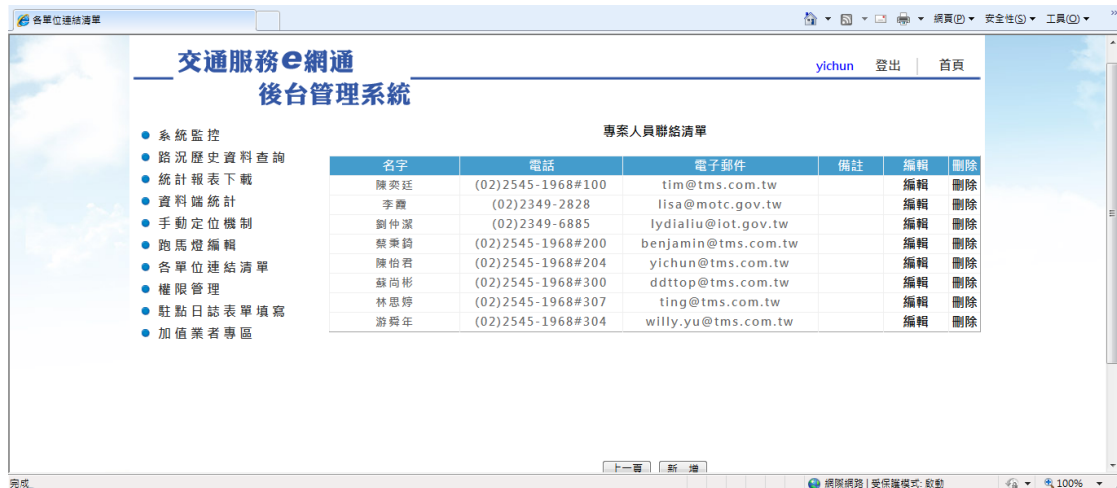 各單位連結清單
網頁(P) 安全性(S) 工具(O) »
交通服務e網通
後台管理系統
yichun 登出 首頁
專案人員聯絡清單
系統監控
路況歷史資料查詢
統計報表下載
資料端統計
手動定位機制
跑馬燈編輯
各單位連結清單
權限管理
駐點日誌表單填寫
加值業者專區
名字 電話 電子郵件 備註 編輯 刪除
陳奕廷 (02)2545-1968#100 tim@tms.com.tw 編輯 刪除
李霞 (02)2349-2828 lisa@motc.gov.tw 編輯 刪除
劉仲潔 (02)2349-6885 lydialiu@iot.gov.tw 編輯 刪除
蔡秉錡 (02)2545-1968#200 benjamin@tms.com.tw 編輯 刪除
陳怡君 (02)2545-1968#204 yichun@tms.com.tw 編輯 刪除
蘇尚彬 (02)2545-1968#300 ddttop@tms.com.tw 編輯 刪除
林思婷 (02)2545-1968#307 ting@tms.com.tw 編輯 刪除
游舜年 (02)2545-1968#304 willy.yu@tms.com.tw 編輯 刪除
上一頁 新 增
完成 網際網路 | 受保護模式: 啟動 100%